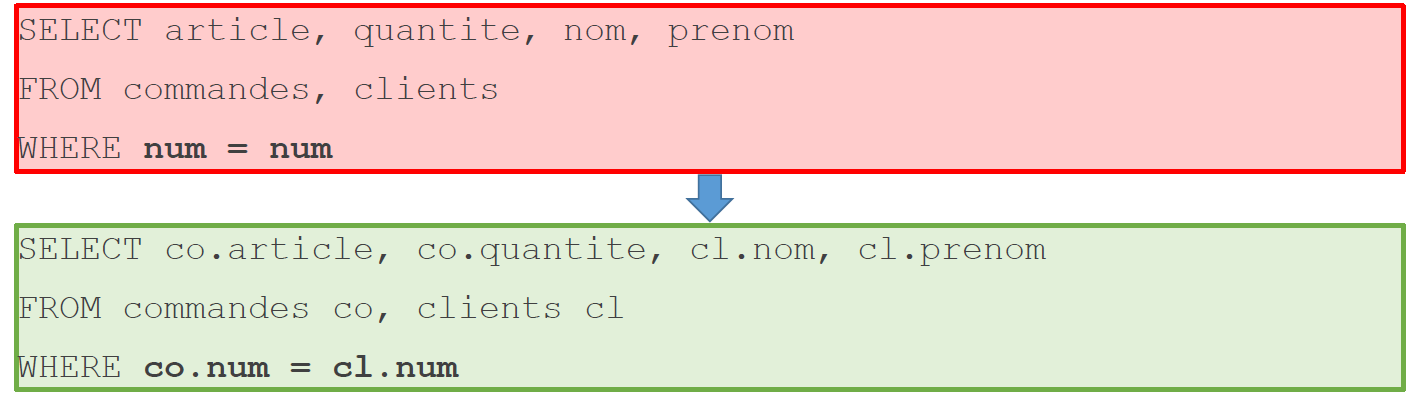 SELECT article, quantite, nom, prenom
FROM commandes, clients
WHERE num = num
SELECT co.article, co.quantite, cl.nom, cl.prenom
FROM commandes co, clients cl
WHERE co.num = cl.num